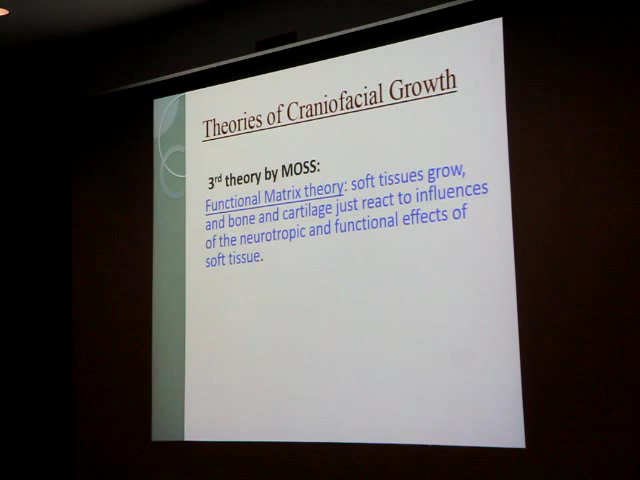 Theories of Craniofacial Growth
3rd theory by MOSS:
Functional Matrix theory: soft tissues grow,
and bone and cartilage just react to influences
of the neurotropic and functional effects of
soft tissue.